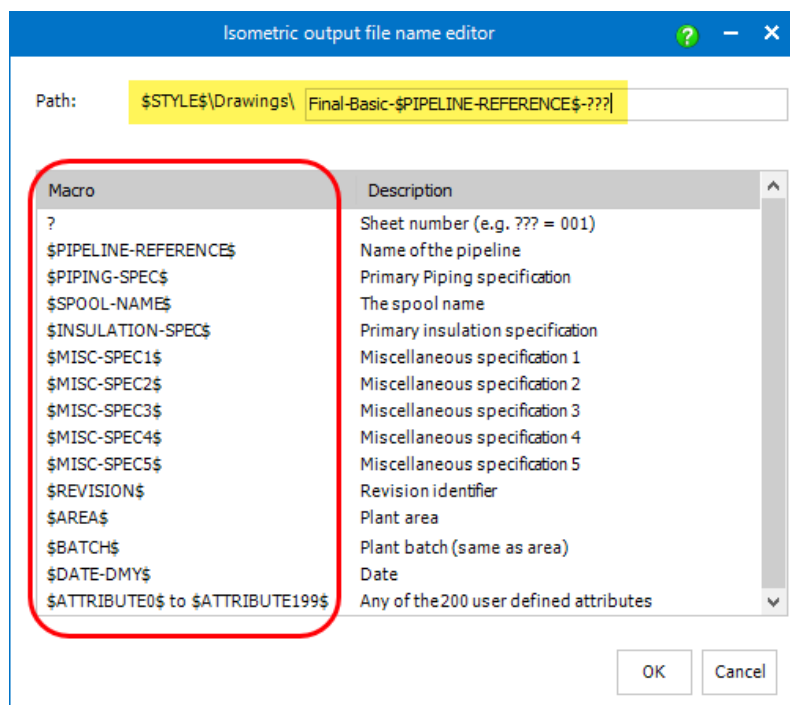 Isometric output file name editor ?
Path: $STYLE$\Drawings\ Final-Basic-$PIPELINE-REFERENCE$-???
Macro Description
? Sheet number (e.g. ??? = 001)
$PIPELINE-REFERENCE$ Name of the pipeline
$PIPING-SPEC$ Primary Piping specification
$SPOOL-NAME$ The spool name
$INSULATION-SPEC$ Primary insulation specification
$MISC-SPEC1$ Miscellaneous specification 1
$MISC-SPEC2$ Miscellaneous specification 2
$MISC-SPEC3$ Miscellaneous specification 3
$MISC-SPEC4$ Miscellaneous specification 4
$MISC-SPEC5$ Miscellaneous specification 5
$REVISION$ Revision identifier
$AREA$ Plant area
$BATCH$ Plant batch (same as area)
$DATE-DMY$ Date
$ATTRIBUTE0$ to $ATTRIBUTE199$ Any of the 200 user defined attributes
OK Cancel